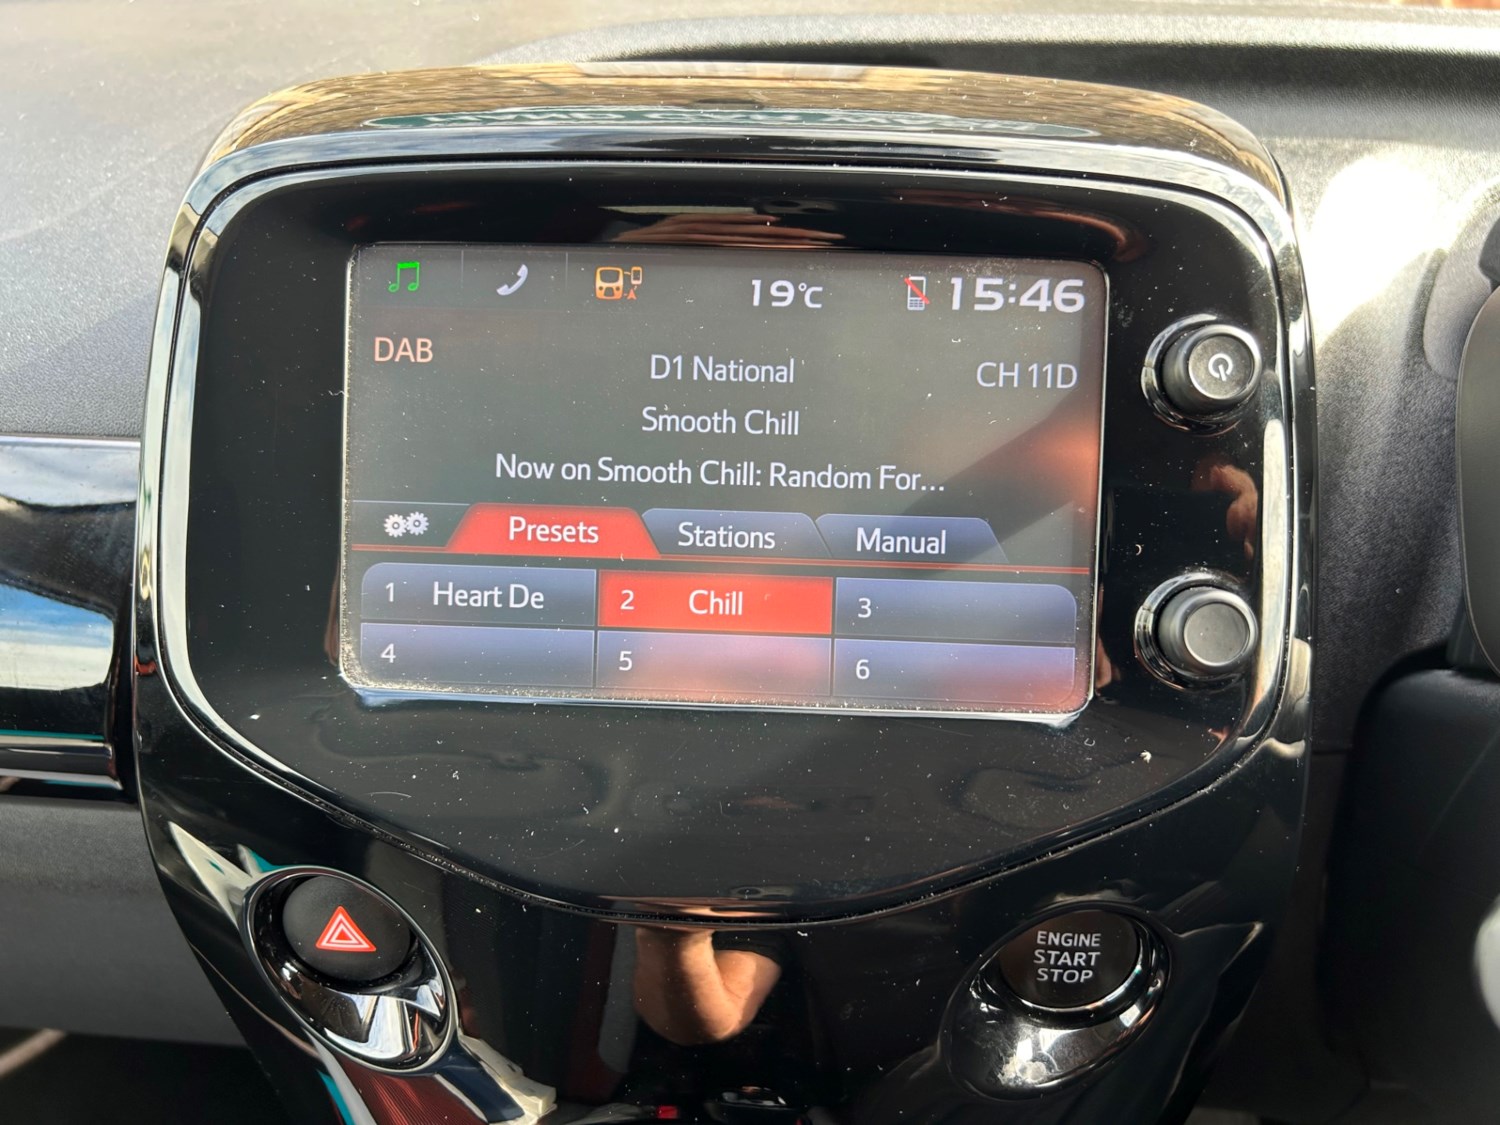 19°C
15:46
DAB
D1 National
CH 11D
Smooth Chill
Now on Smooth Chill: Random For...
Presets
Stations
Manual
1 Heart De
2 Chill
3
4
5
6
ENGINE
START
STOP